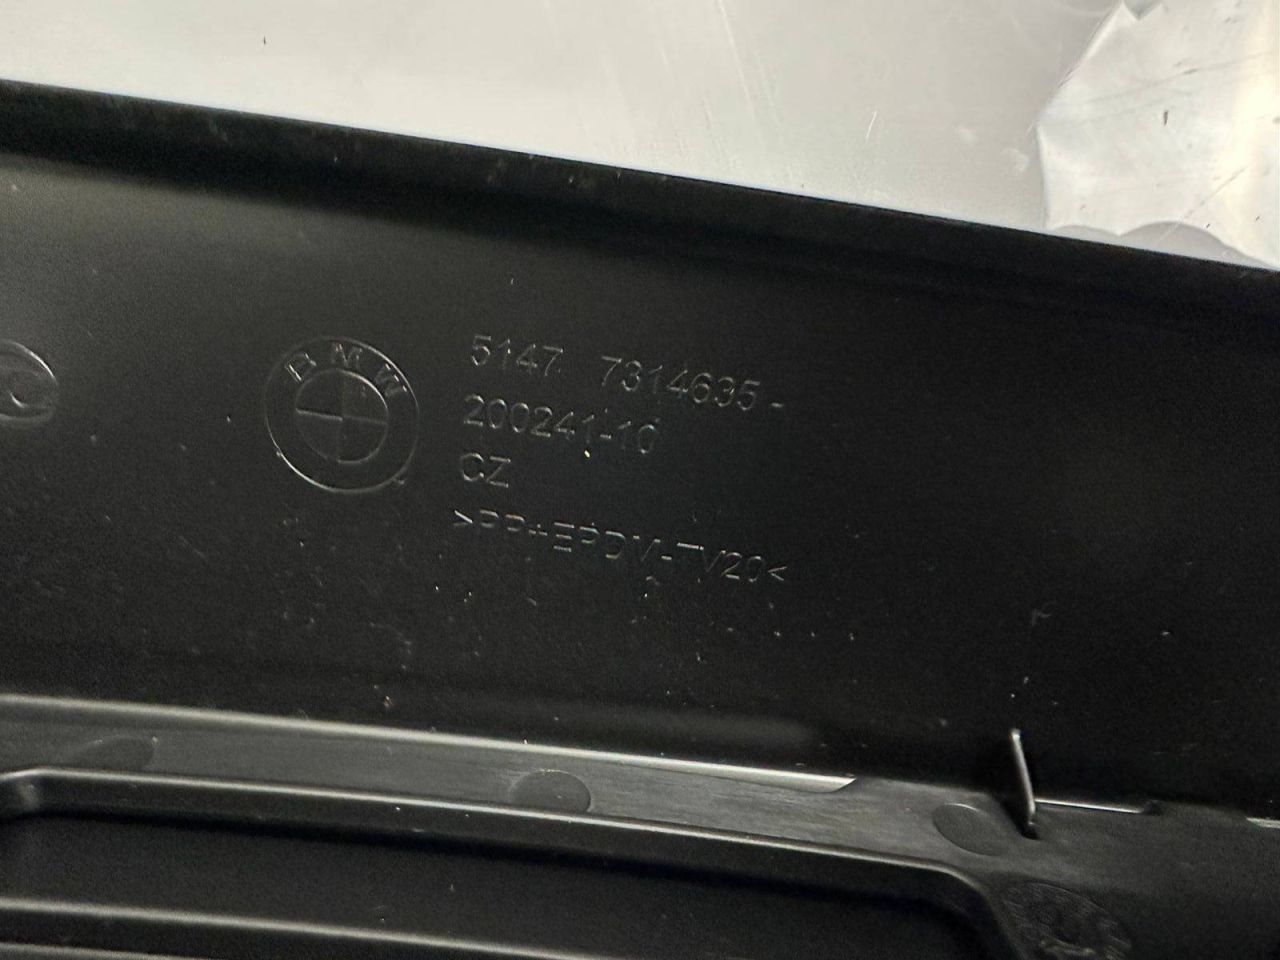 BMW
5147 7314635-
200241-10
CZ
>PP+EPDM-TV20<